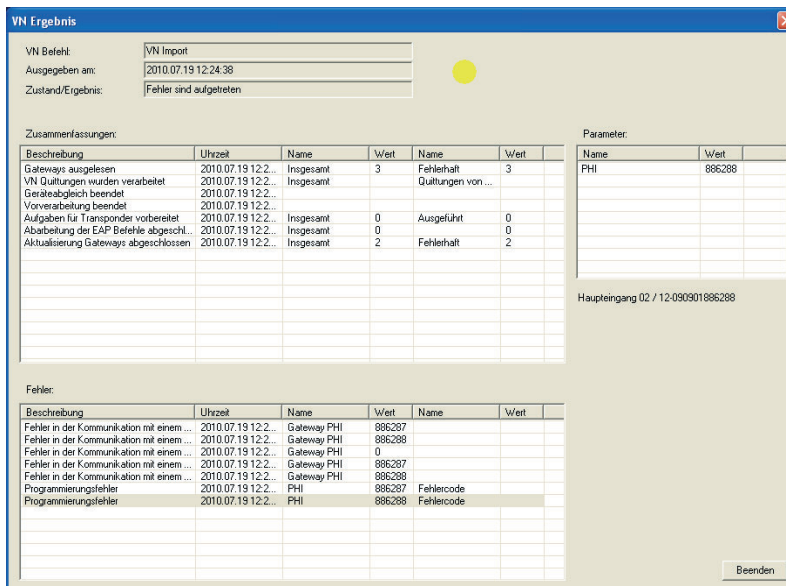 VN Ergebnis
VN Befehl: VN Import
Ausgegeben am: 2010.07.19 12:24:38
Zustand/Ergebnis: Fehler sind aufgetreten
Zusammenfassungen:
Beschreibung Uhrzeit Name Wert Name Wert
Gateways ausgelesen 2010.07.19 12:2... Insgesamt 3 Fehlerhaft 3
VN Quittungen wurden verarbeitet 2010.07.19 12:2... Insgesamt Quittungen von ...
Geräteabgleich beendet 2010.07.19 12:2...
Vorverarbeitung beendet 2010.07.19 12:2...
Aufgaben für Transponder vorbereitet 2010.07.19 12:2... Insgesamt 0 Ausgeführt 0
Abarbeitung der EAP Befehle abgeschl... 2010.07.19 12:2... Insgesamt 0 0
Aktualisierung Gateways abgeschlossen 2010.07.19 12:2... Insgesamt 2 Fehlerhaft 2
Parameter:
Name Wert
PHI 886288
Haupteingang 02 / 12-090901886288
Fehler:
Beschreibung Uhrzeit Name Wert Name Wert
Fehler in der Kommunikation mit einem ... 2010.07.19 12:2... Gateway PHI 886287
Fehler in der Kommunikation mit einem ... 2010.07.19 12:2... Gateway PHI 886288
Fehler in der Kommunikation mit einem ... 2010.07.19 12:2... Gateway PHI 0
Fehler in der Kommunikation mit einem ... 2010.07.19 12:2... Gateway PHI 886287
Fehler in der Kommunikation mit einem ... 2010.07.19 12:2... Gateway PHI 886288
Programmierungsfehler 2010.07.19 12:2... PHI 886287 Fehlercode
Programmierungsfehler 2010.07.19 12:2... PHI 886288 Fehlercode
Beenden